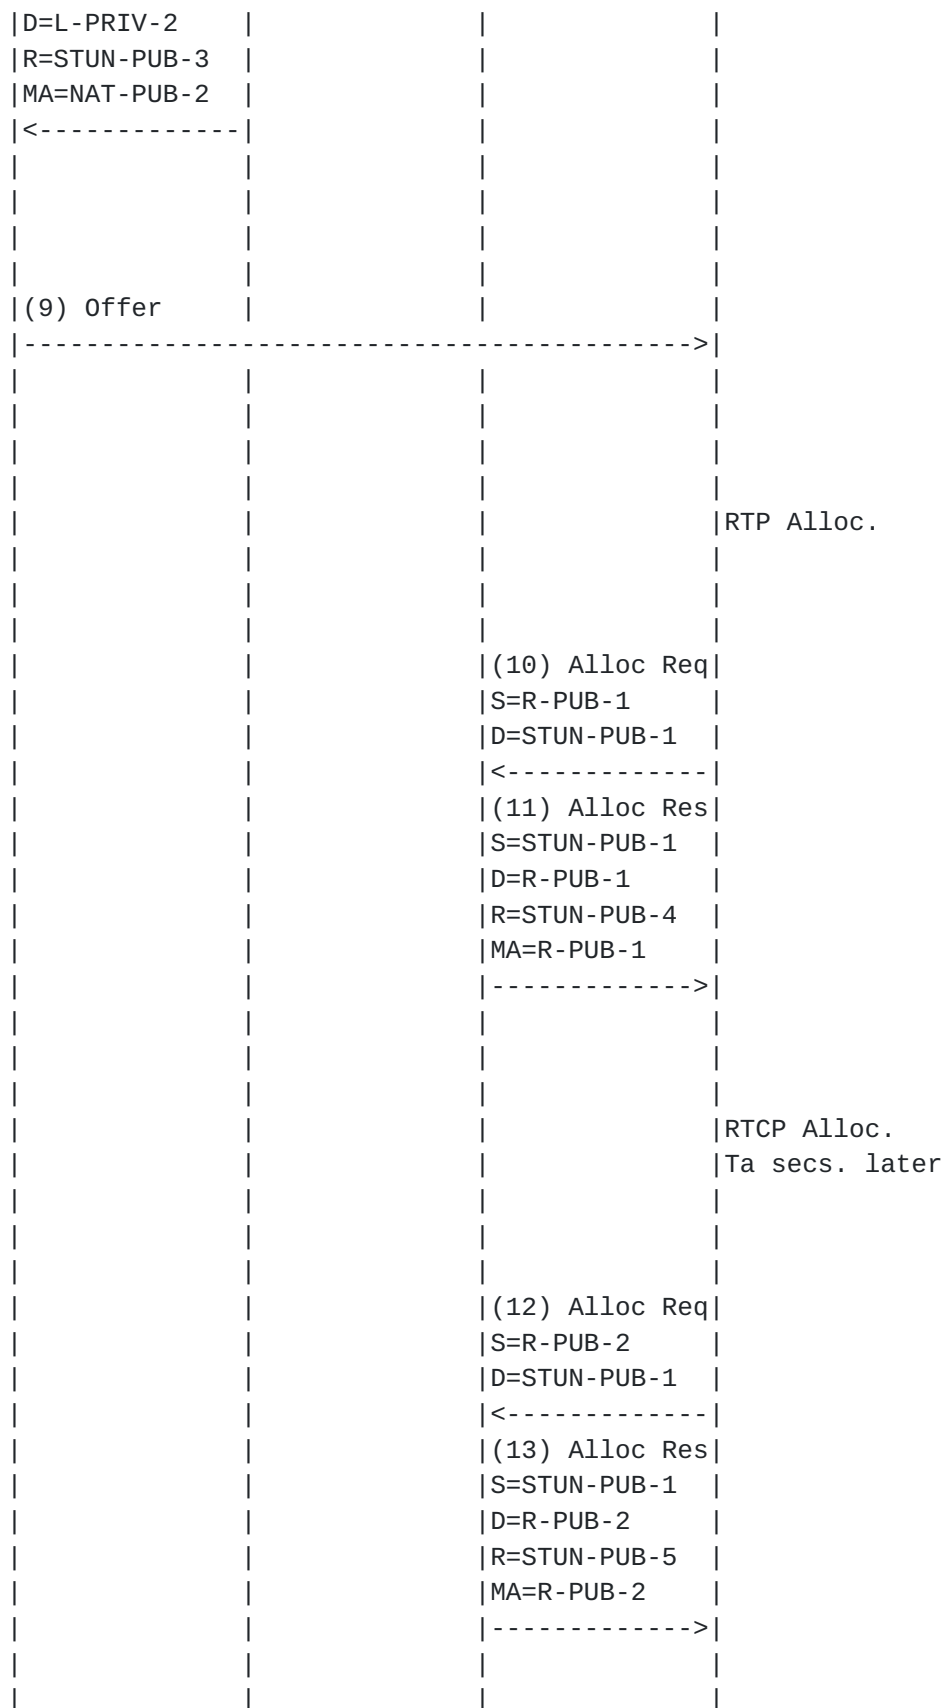 |D=L-PRIV-2    |              |              |
|R=STUN-PUB-3  |              |              |
|MA=NAT-PUB-2  |              |              |
|<-------------|              |              |
|              |              |              |
|              |              |              |
|              |              |              |
|              |              |              |
|(9) Offer     |              |              |
|------------------------------------------->|
|              |              |              |
|              |              |              |
|              |              |              |
|              |              |              |
|              |              |              |RTP Alloc.
|              |              |              |
|              |              |              |
|              |              |              |
|              |              |(10) Alloc Req|
|              |              |S=R-PUB-1     |
|              |              |D=STUN-PUB-1  |
|              |              |<-------------|
|              |              |(11) Alloc Res|
|              |              |S=STUN-PUB-1  |
|              |              |D=R-PUB-1     |
|              |              |R=STUN-PUB-4  |
|              |              |MA=R-PUB-1    |
|              |              |------------->|
|              |              |              |
|              |              |              |
|              |              |              |
|              |              |              |RTCP Alloc.
|              |              |              |Ta secs. later
|              |              |              |
|              |              |              |
|              |              |              |
|              |              |(12) Alloc Req|
|              |              |S=R-PUB-2     |
|              |              |D=STUN-PUB-1  |
|              |              |<-------------|
|              |              |(13) Alloc Res|
|              |              |S=STUN-PUB-1  |
|              |              |D=R-PUB-2     |
|              |              |R=STUN-PUB-5  |
|              |              |MA=R-PUB-2    |
|              |              |------------->|
|              |              |              |
|              |              |              |